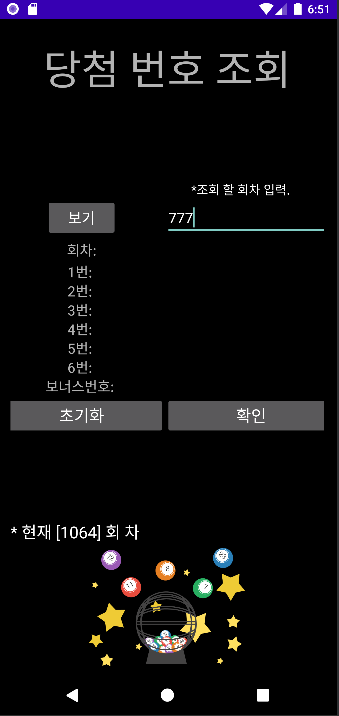 6:51
당첨 번호 조회
*조회 할 회차 입력.
보기 777
회차:
1번:
2번:
3번:
4번:
5번:
6번:
보너스번호:
초기화 확인
* 현재 [1064] 회 차